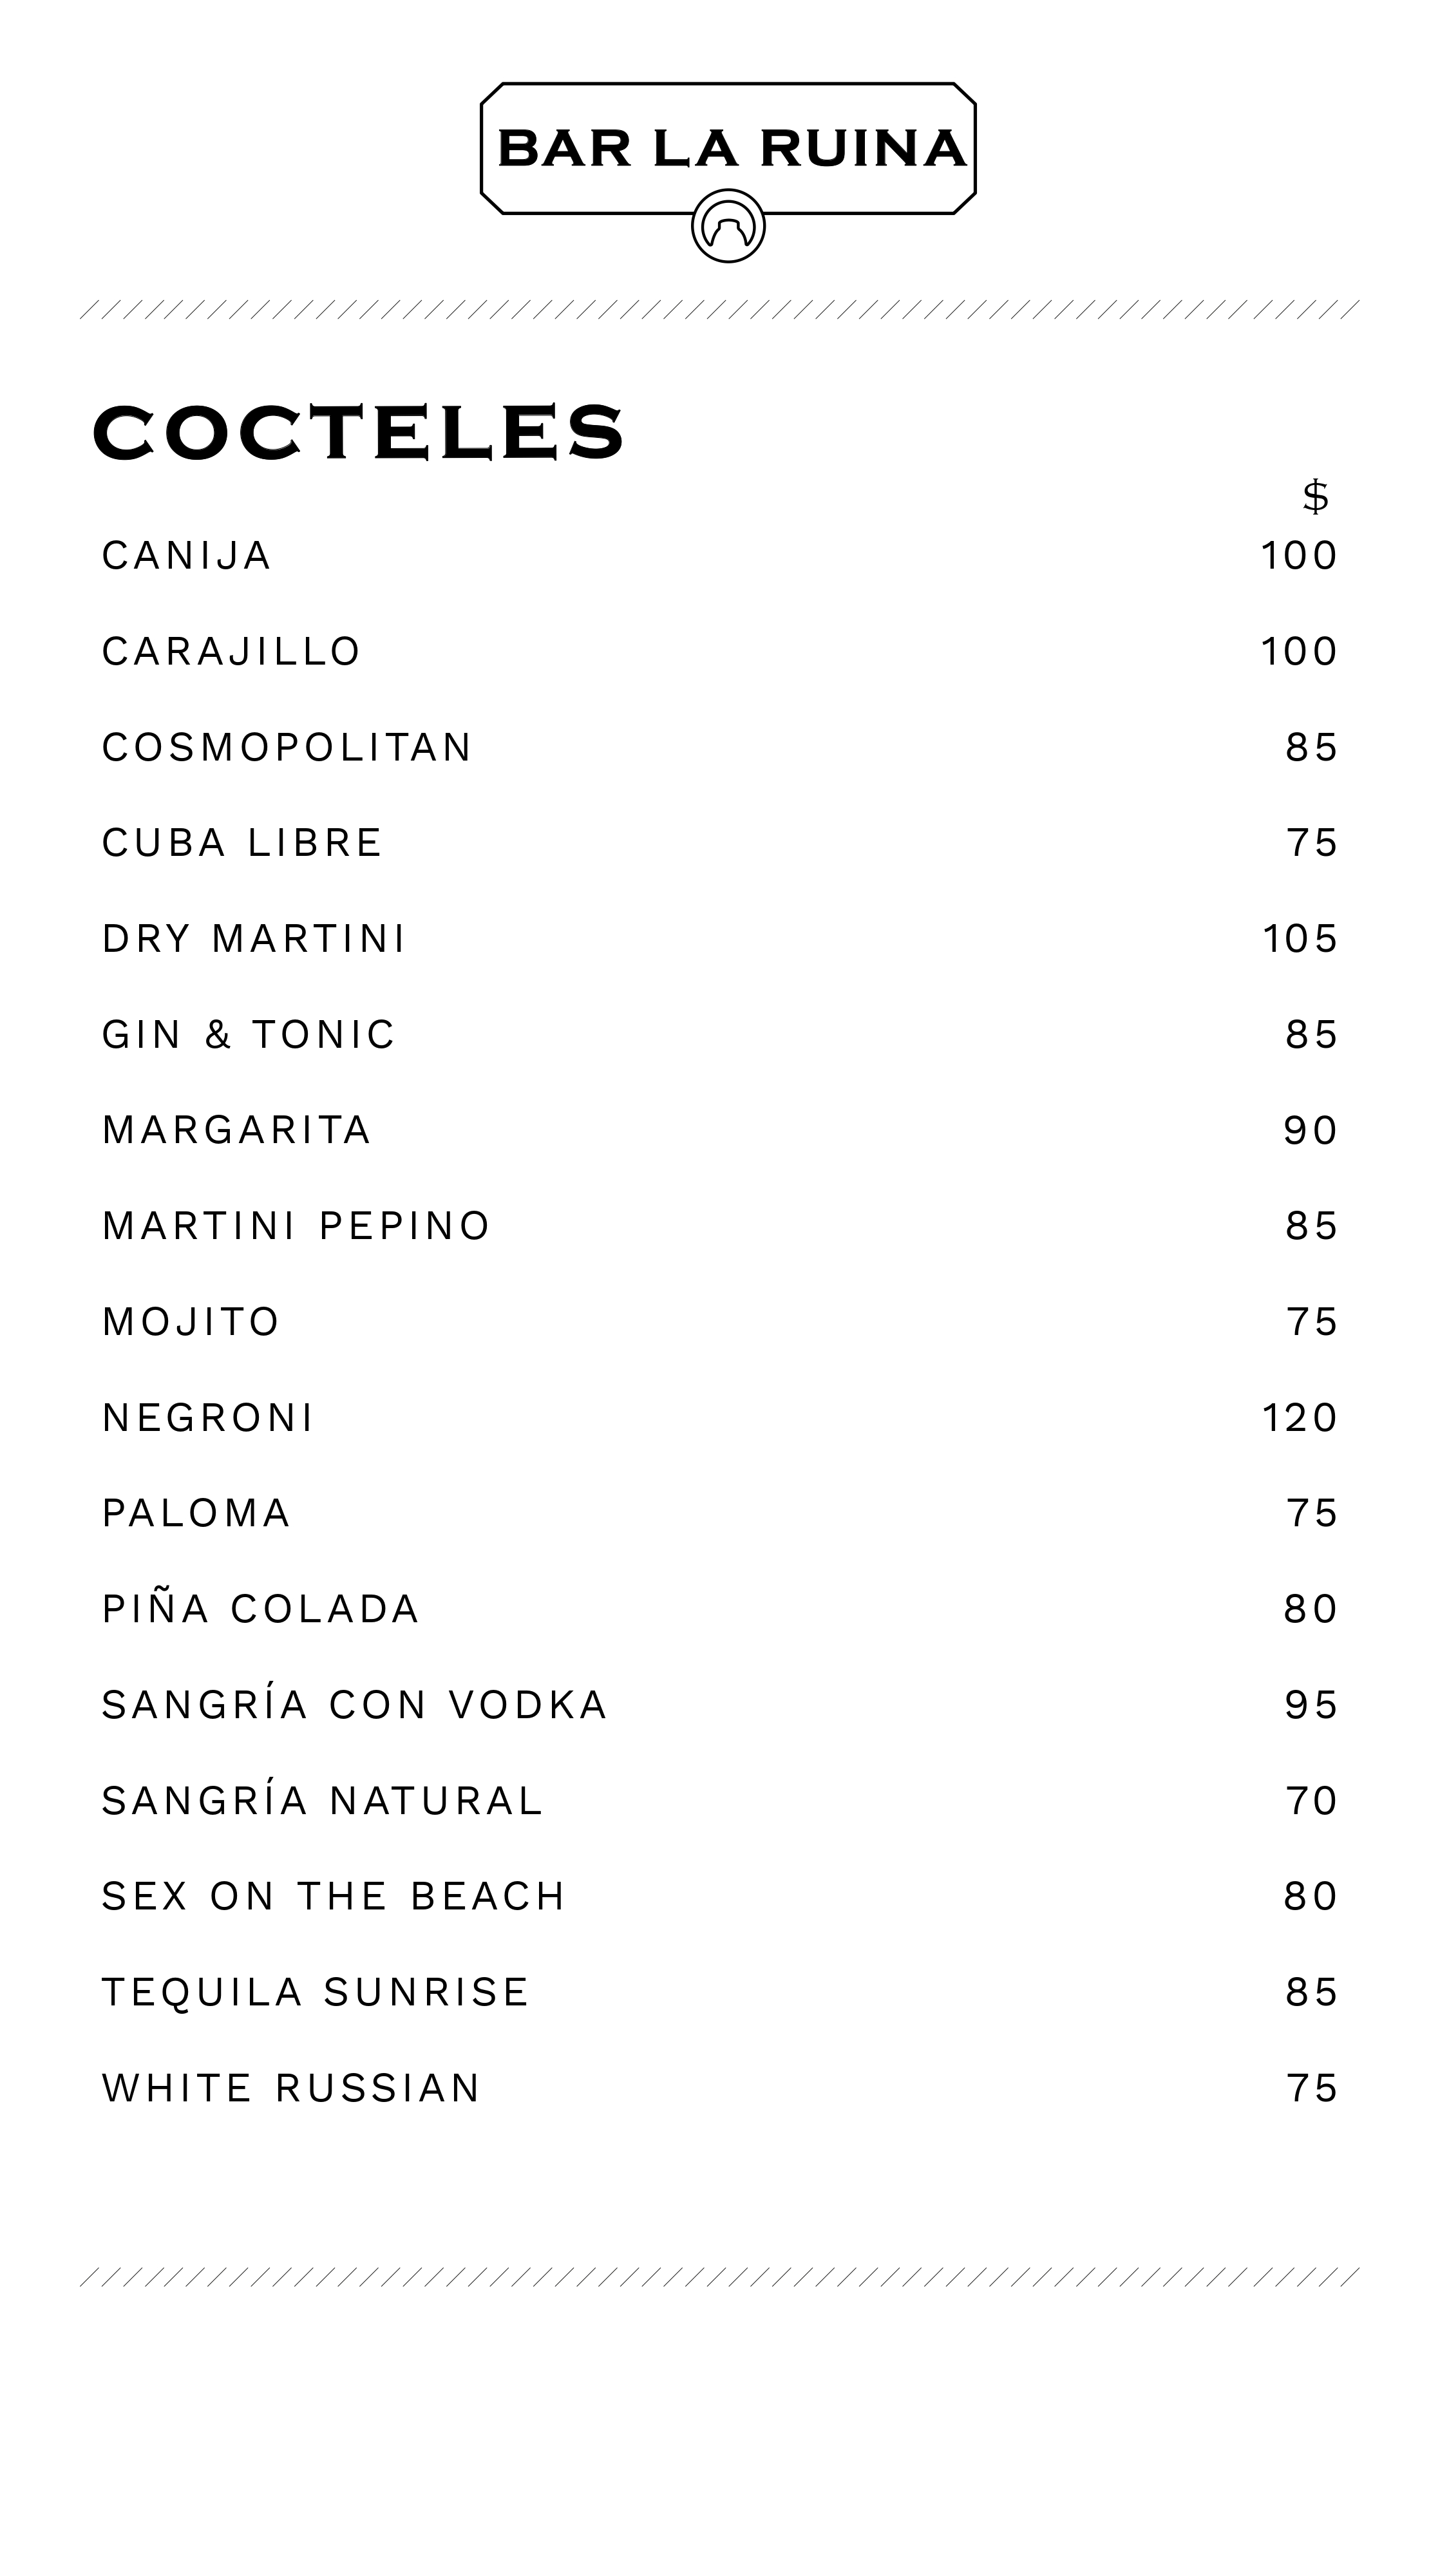 BAR LA RUINA
COCTELES
$
CANIJA 100
CARAJILLO 100
COSMOPOLITAN 85
CUBA LIBRE 75
DRY MARTINI 105
GIN & TONIC 85
MARGARITA 90
MARTINI PEPINO 85
MOJITO 75
NEGRONI 120
PALOMA 75
PIÑA COLADA 80
SANGRÍA CON VODKA 95
SANGRÍA NATURAL 70
SEX ON THE BEACH 80
TEQUILA SUNRISE 85
WHITE RUSSIAN 75